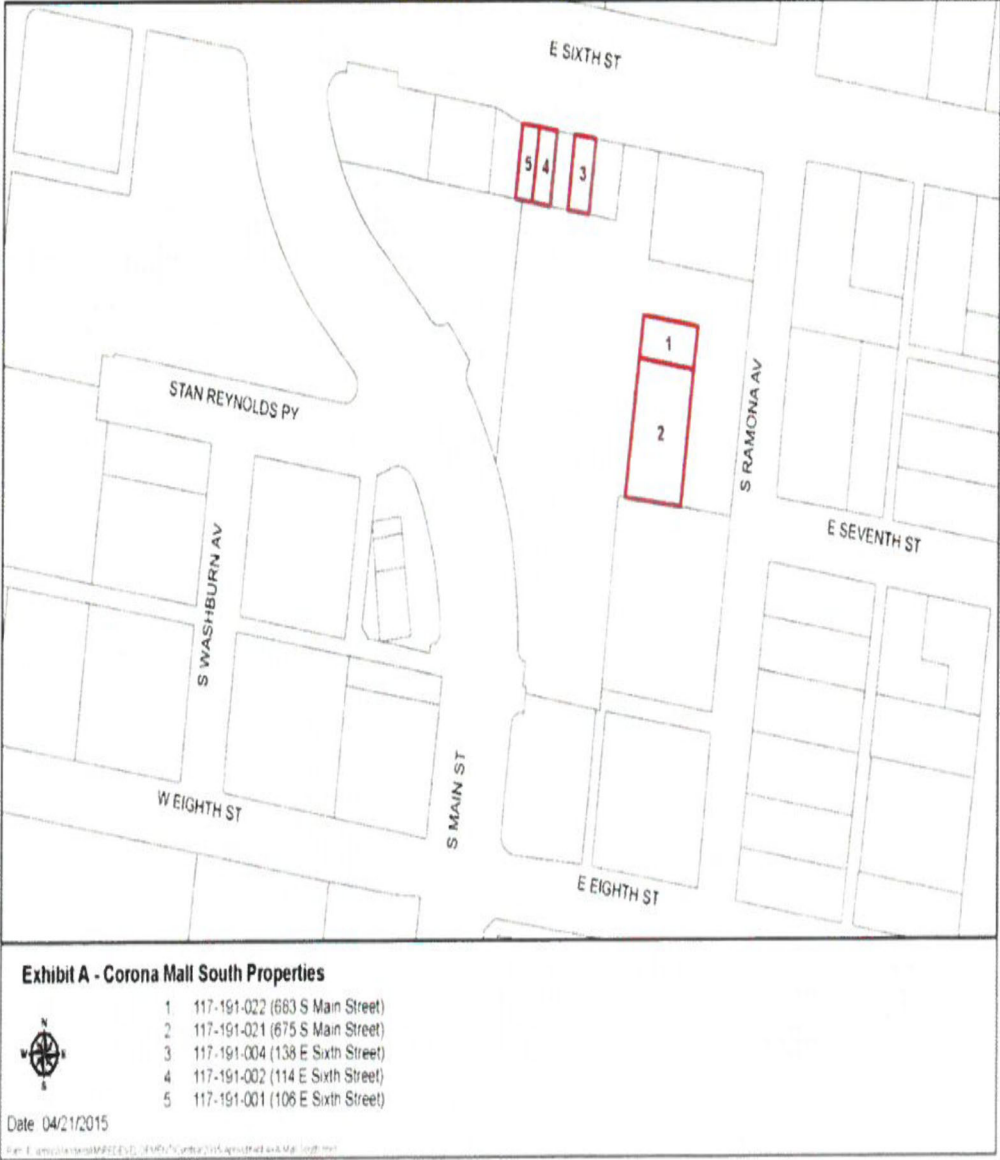 E SIXTH ST
5 4 3
1
STAN REYNOLDS PY
2
S RAMONA AV
E SEVENTH ST
S WASHBURN AV
W EIGHTH ST
S MAIN ST
E EIGHTH ST
Exhibit A - Corona Mall South Properties
1 117-191-022 (683 S Main Street)
2 117-191-021 (675 S Main Street)
3 117-191-004 (138 E Sixth Street)
4 117-191-002 (114 E Sixth Street)
5 117-191-001 (106 E Sixth Street)
N
W E
S
Date: 04/21/2015